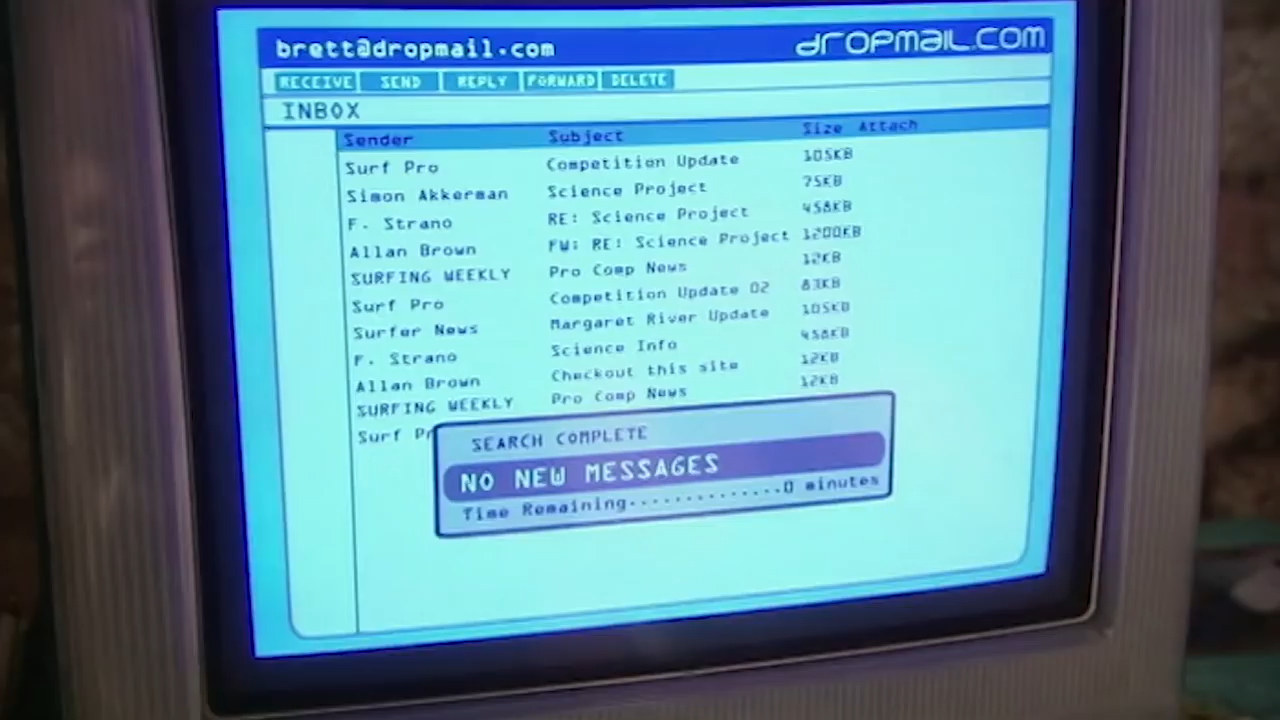 brett@dropmail.com dropmail.com
RECEIVE SEND REPLY FORWARD DELETE
INBOX
Sender Subject Size Attach
Surf Pro Competition Update 105KB
Simon Akkerman Science Project 75KB
F. Strano RE: Science Project 458KB
Allan Brown FW: RE: Science Project 1200KB
SURFING WEEKLY Pro Comp News 12KB
Surf Pro Competition Update 02 83KB
Surfer News Margaret River Update 105KB
F. Strano Science Info 458KB
Allan Brown Checkout this site 12KB
SURFING WEEKLY Pro Comp News 12KB
Surf Pr
SEARCH COMPLETE
NO NEW MESSAGES
Time Remaining..............0 minutes